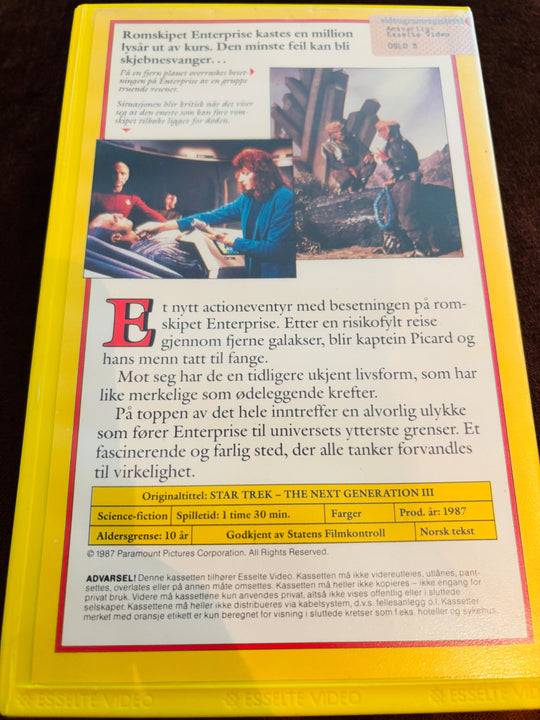 Romskipet Enterprise kastes en million
lysår ut av kurs. Den minste feil kan bli
skjebnesvanger...
videogramregisteret
Ansvarlig:
Esselte Video
OSLO 3
På en fjern planet overraskes beset-
ningen på Enterprise av en gruppe
truende vesener.
Situasjonen blir kritisk når det viser
seg at den eneste som kan føre rom-
skipet tilbake ligger for døden.
Et nytt actioneventyr med besetningen på rom-
skipet Enterprise. Etter en risikofylt reise
gjennom fjerne galakser, blir kaptein Picard og
hans menn tatt til fange.
Mot seg har de en tidligere ukjent livsform, som har
like merkelige som ødeleggende krefter.
På toppen av det hele inntreffer en alvorlig ulykke
som fører Enterprise til universets ytterste grenser. Et
fascinerende og farlig sted, der alle tanker forvandles
til virkelighet.
Originaltittel: STAR TREK – THE NEXT GENERATION III
Science-fiction Spilletid: 1 time 30 min. Farger Prod. år: 1987
Aldersgrense: 10 år Godkjent av Statens Filmkontroll Norsk tekst
© 1987 Paramount Pictures Corporation. All Rights Reserved.
ADVARSEL! Denne kassetten tilhører Esselte Video. Kassetten må ikke videreutleies, utlånes, pant-
settes, overlates eller på annen måte omsettes. Kassetten må heller ikke kopieres – ikke engang for
privat bruk. Videre må kassettene kun anvendes privat, altså ikke vises offentlig eller i sluttede
selskaper. Kassettene må heller ikke distribueres via kabelsystem, d.v.s. fellesanlegg o.l. Kassetter
merket med oransje etikett er kun beregnet for visning i sluttede kretser som f.eks. hoteller og sykehus.
ESSELTE VIDEO ESSELTE VIDEO ESSELTE VIDEO